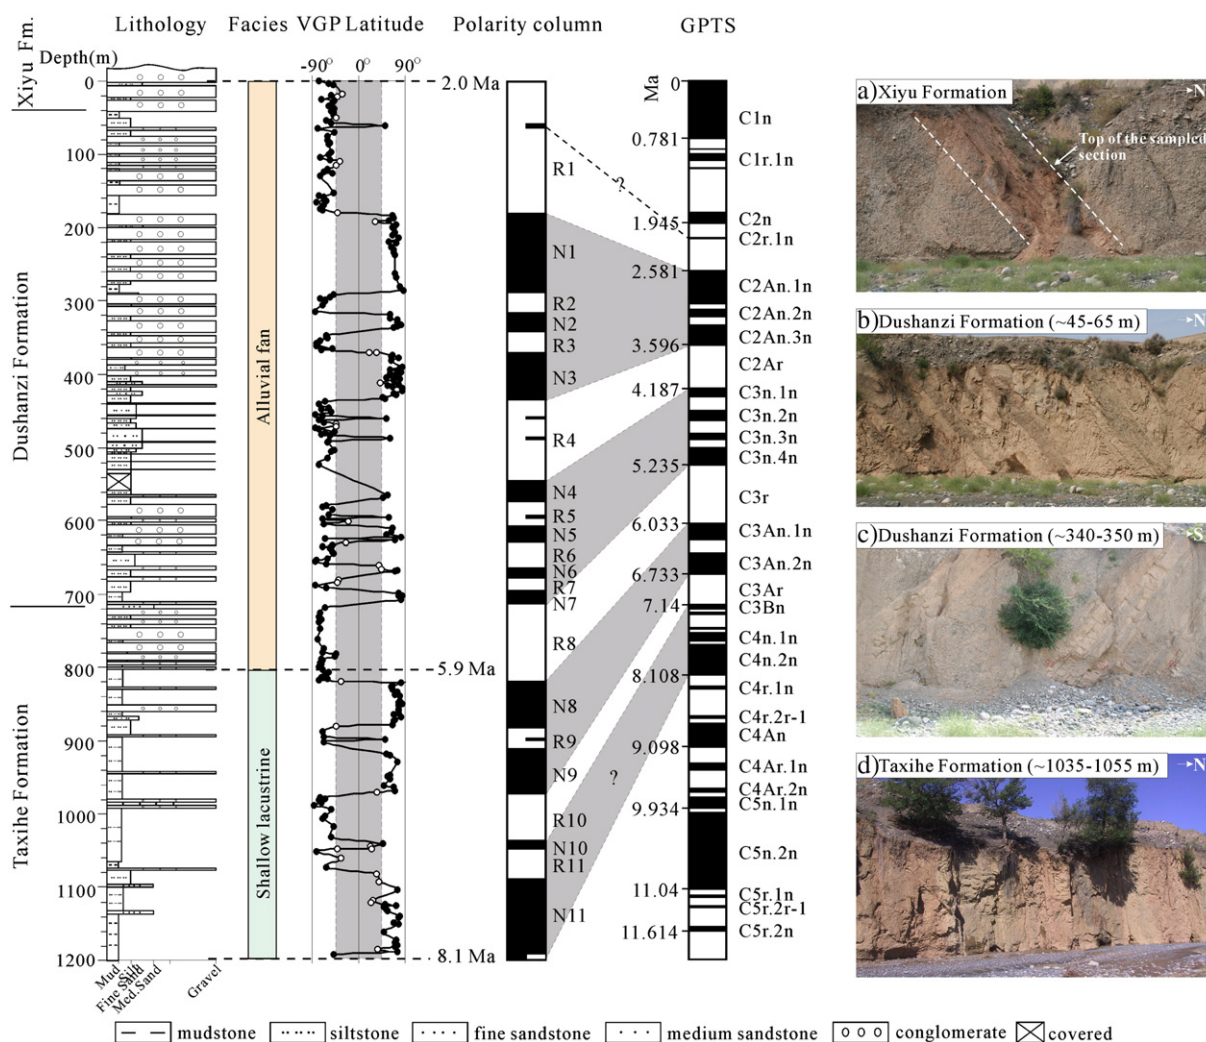 Lithology Facies VGP Latitude Polarity column GPTS
Depth(m)
-90° 0° 90°
Xiyu Fm.
Dushanzi Formation
Taxihe Formation
0
100
200
300
400
500
600
700
800
900
1000
1100
1200
Mud
Silt
Fine Sand
Med. Sand
Gravel
Alluvial fan
Shallow lacustrine
2.0 Ma
5.9 Ma
8.1 Ma
R1
N1
R2
N2
R3
N3
R4
N4
R5
N5
R6
N6
R7
N7
R8
N8
R9
N9
R10
N10
R11
N11
?
?
Ma
0
0.781
1.945
2.581
3.596
4.187
5.235
6.033
6.733
7.14
8.108
9.098
9.934
11.04
11.614
C1n
C1r.1n
C2n
C2r.1n
C2An.1n
C2An.2n
C2An.3n
C2Ar
C3n.1n
C3n.2n
C3n.3n
C3n.4n
C3r
C3An.1n
C3An.2n
C3Ar
C3Bn
C4n.1n
C4n.2n
C4r.1n
C4r.2r-1
C4An
C4Ar.1n
C4Ar.2n
C5n.1n
C5n.2n
C5r.1n
C5r.2r-1
C5r.2n
a) Xiyu Formation
N
Top of the sampled
section
b) Dushanzi Formation (~45-65 m)
N
c) Dushanzi Formation (~340-350 m)
S
d) Taxihe Formation (~1035-1055 m)
N
mudstone siltstone fine sandstone medium sandstone conglomerate covered